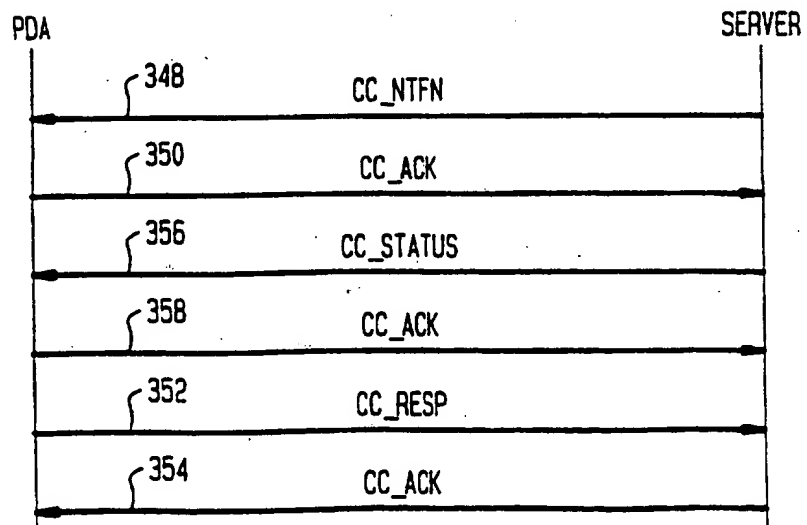 PDA SERVER
348 CC_NTFN
350 CC_ACK
356 CC_STATUS
358 CC_ACK
352 CC_RESP
354 CC_ACK